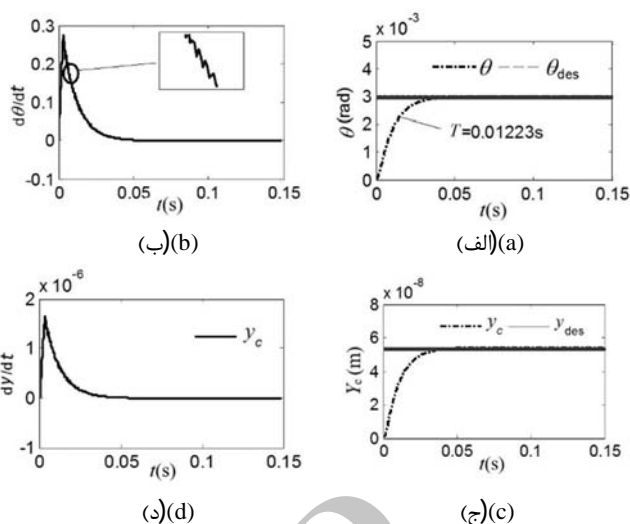 dθ/dt
0.3
0.2
0.1
0
-0.1
0 0.05 0.1 0.15
t(s)
(ب)(b)
x 10⁻³
θ (rad)
5
4
3
2
1
0
θ θdes
T=0.01223s
0 0.05 0.1 0.15
t(s)
(الف)(a)
x 10⁻⁶
dy/dt
2
1
0
-1
yc
0 0.05 0.1 0.15
t(s)
(د)(d)
x 10⁻⁸
Yc (m)
8
6
4
2
0
yc ydes
0 0.05 0.1 0.15
t(s)
(ج)(c)